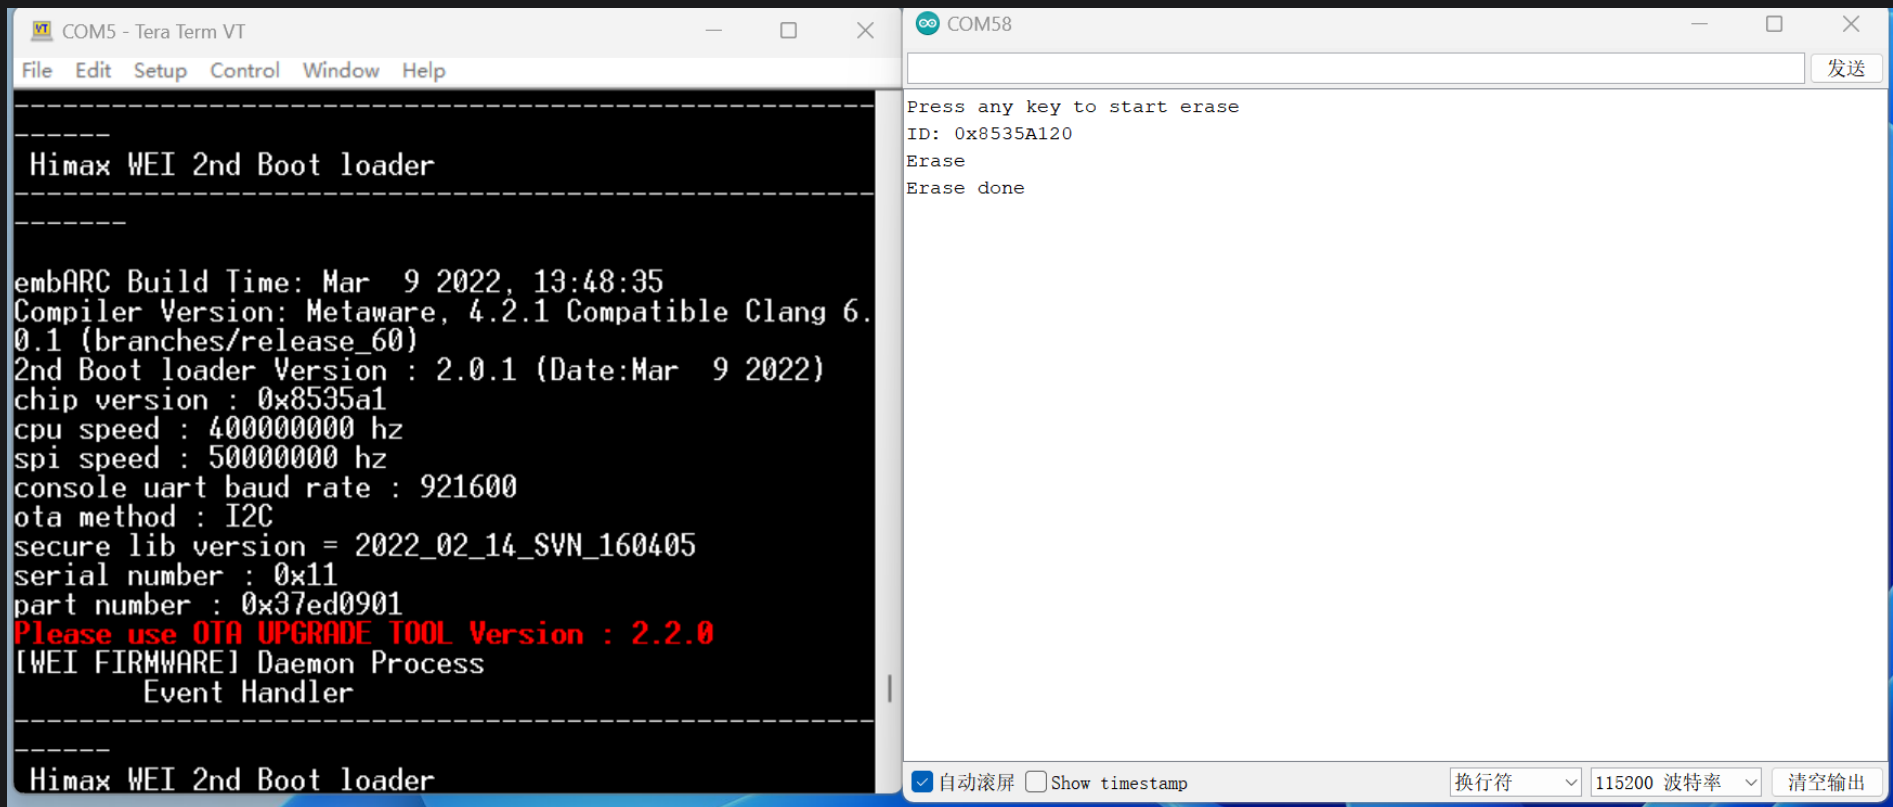 COM5 - Tera Term VT
File Edit Setup Control Window Help
------------------------------------------------------
------
Himax WEI 2nd Boot loader
------------------------------------------------------
-------
embARC Build Time: Mar  9 2022, 13:48:35
Compiler Version: Metaware, 4.2.1 Compatible Clang 6.
0.1 (branches/release_60)
2nd Boot loader Version : 2.0.1 (Date:Mar  9 2022)
chip version : 0x8535a1
cpu speed : 400000000 hz
spi speed : 50000000 hz
console uart baud rate : 921600
ota method : I2C
secure lib version = 2022_02_14_SVN_160405
serial number : 0x11
part number : 0x37ed0901
Please use OTA UPGRADE TOOL Version : 2.2.0
[WEI FIRMWARE] Daemon Process
Event Handler
------------------------------------------------------
------
Himax WEI 2nd Boot loader
COM58
发送
Press any key to start erase
ID: 0x8535A120
Erase
Erase done
自动滚屏 Show timestamp 换行符 115200 波特率 清空输出